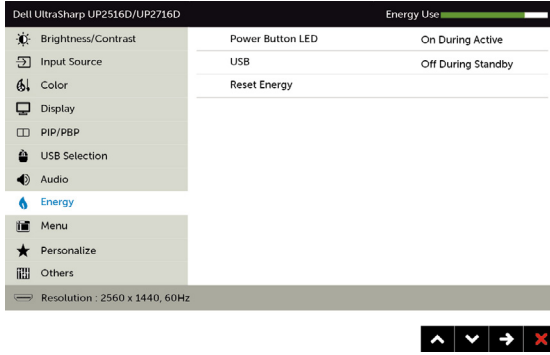 Dell UltraSharp UP2516D/UP2716D Energy Use
Brightness/Contrast Power Button LED On During Active
Input Source USB Off During Standby
Color Reset Energy
Display
PIP/PBP
USB Selection
Audio
Energy
Menu
Personalize
Others
Resolution : 2560 x 1440, 60Hz